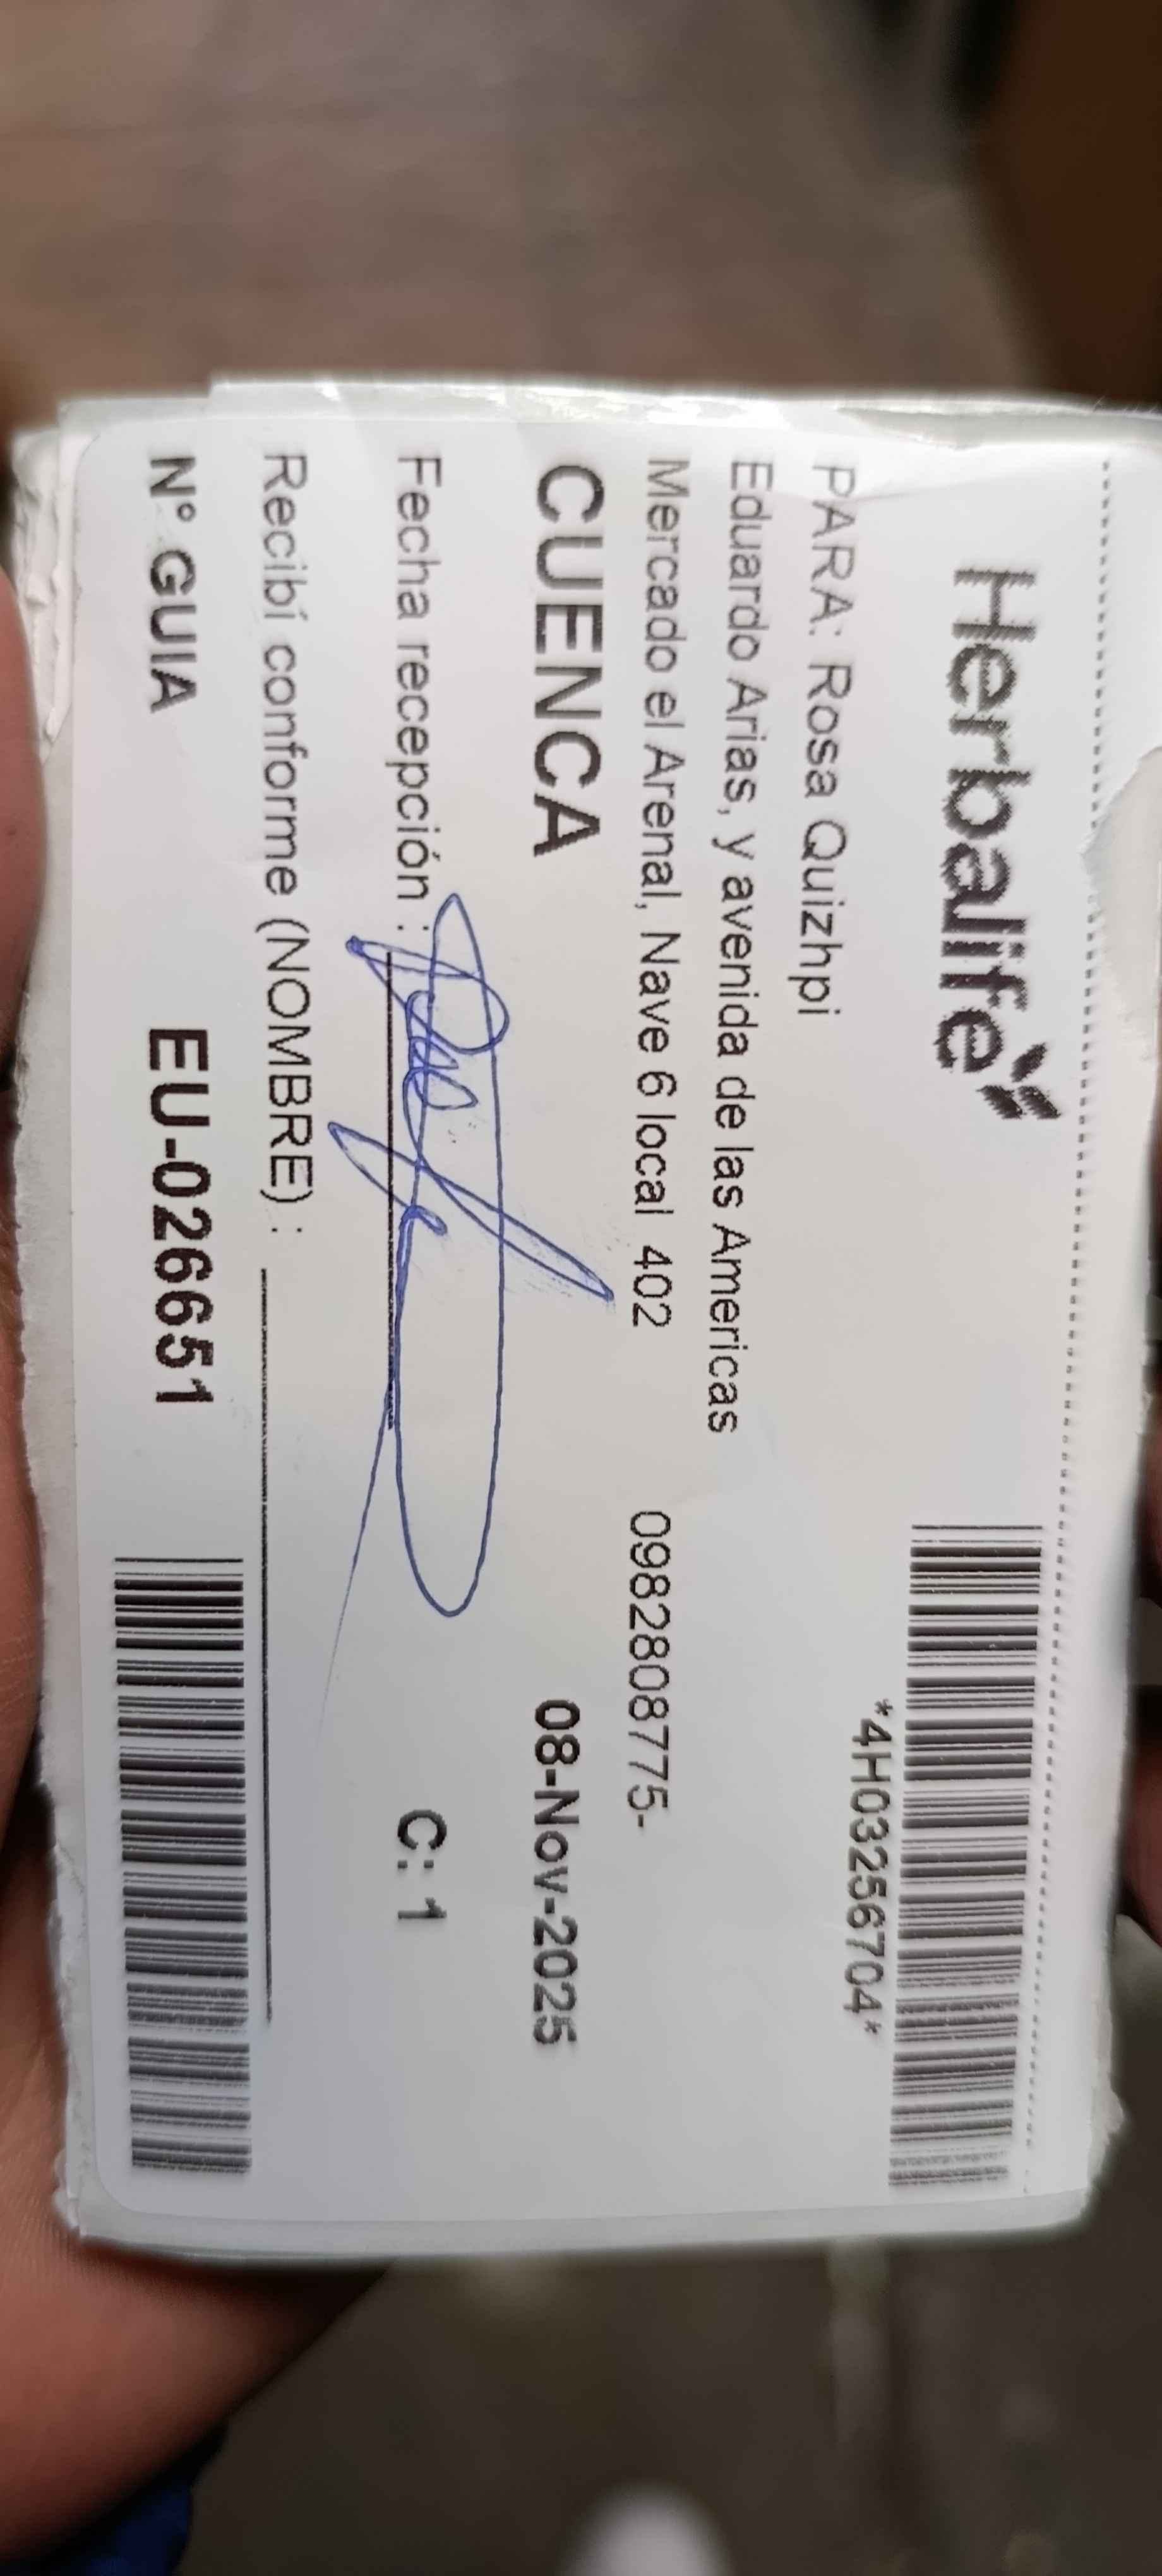 Herbalife
*4H03256704*
PARA: Rosa Quizhpi
Eduardo Arias, y avenida de las Americas
Mercado el Arenal, Nave 6 local 402 0982808775-
CUENCA 08-Nov-2025
Fecha recepción : C: 1
Recibí conforme (NOMBRE) :
N° GUIA EU-026651